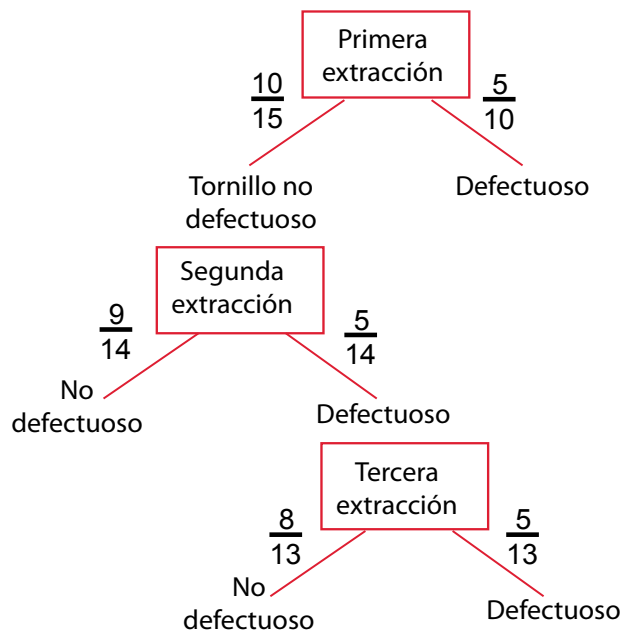 Primera
extracción
10
15
5
10
Tornillo no
defectuoso
Defectuoso
Segunda
extracción
9
14
5
14
No
defectuoso
Defectuoso
Tercera
extracción
8
13
5
13
No
defectuoso
Defectuoso